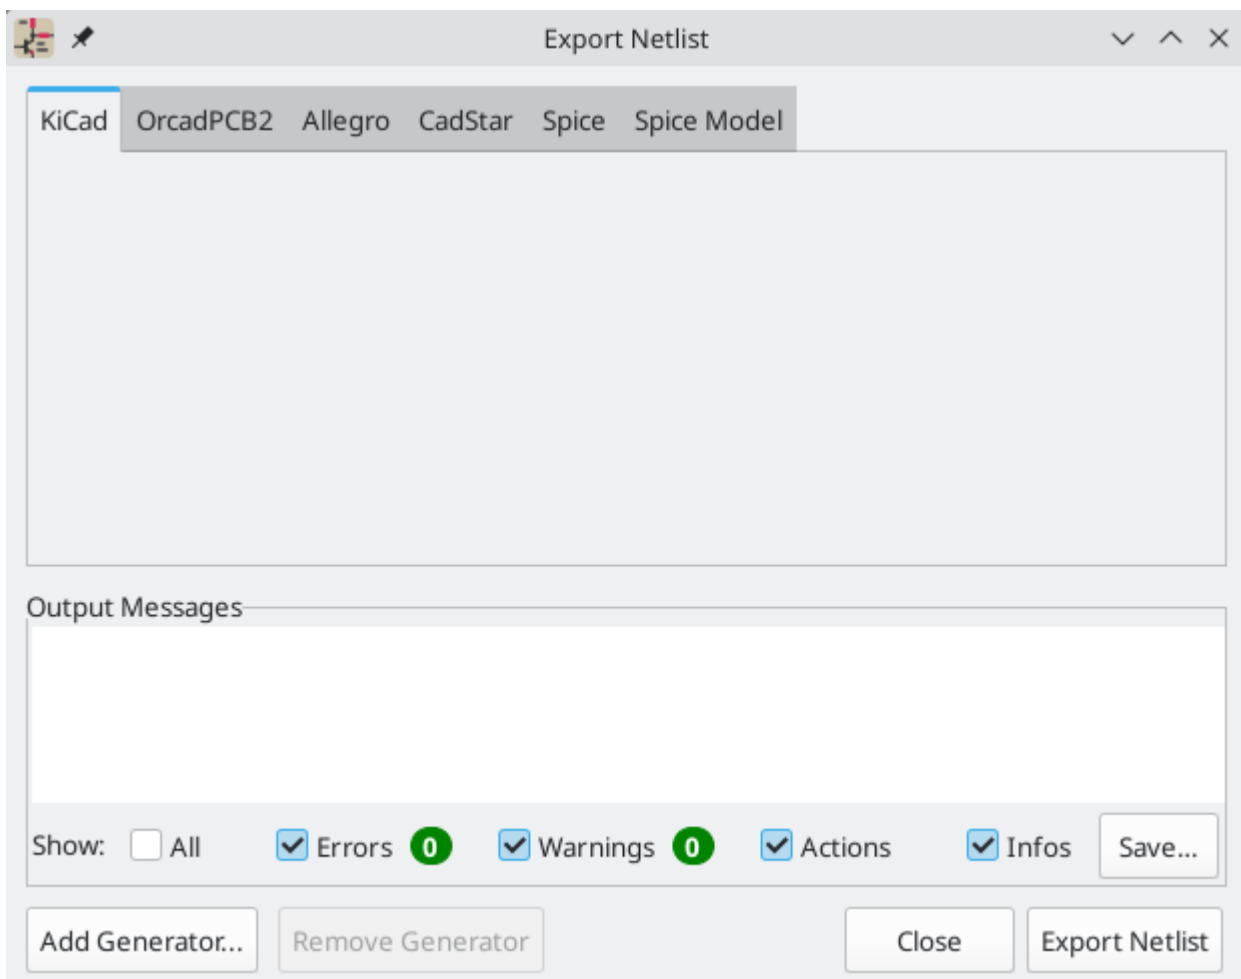 Export Netlist
KiCad OrcadPCB2 Allegro CadStar Spice Spice Model
Output Messages
Show: All Errors 0 Warnings 0 Actions Infos Save...
Add Generator... Remove Generator Close Export Netlist